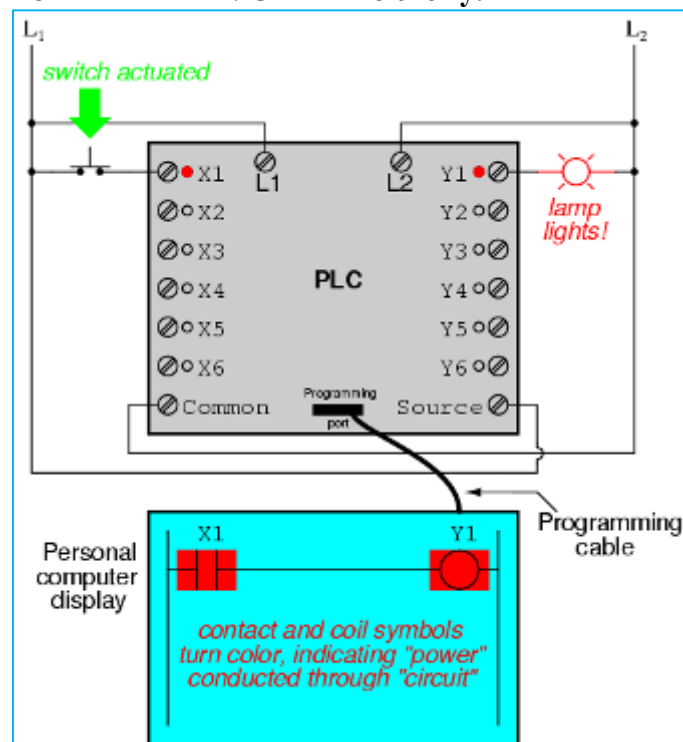 L1
L2
switch actuated
X1
L1
L2
Y1
X2
Y2
lamp
lights!
X3
Y3
PLC
X4
Y4
X5
Y5
X6
Y6
Common
Programming
port
Source
Programming
cable
Personal
computer
display
X1
Y1
contact and coil symbols
turn color, indicating "power"
conducted through "circuit"